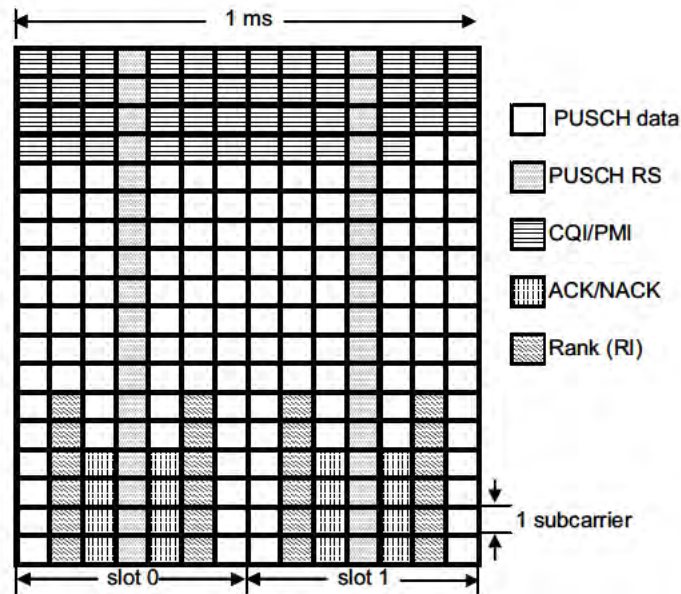 1 ms
PUSCH data
PUSCH RS
CQI/PMI
ACK/NACK
Rank (RI)
1 subcarrier
slot 0
slot 1